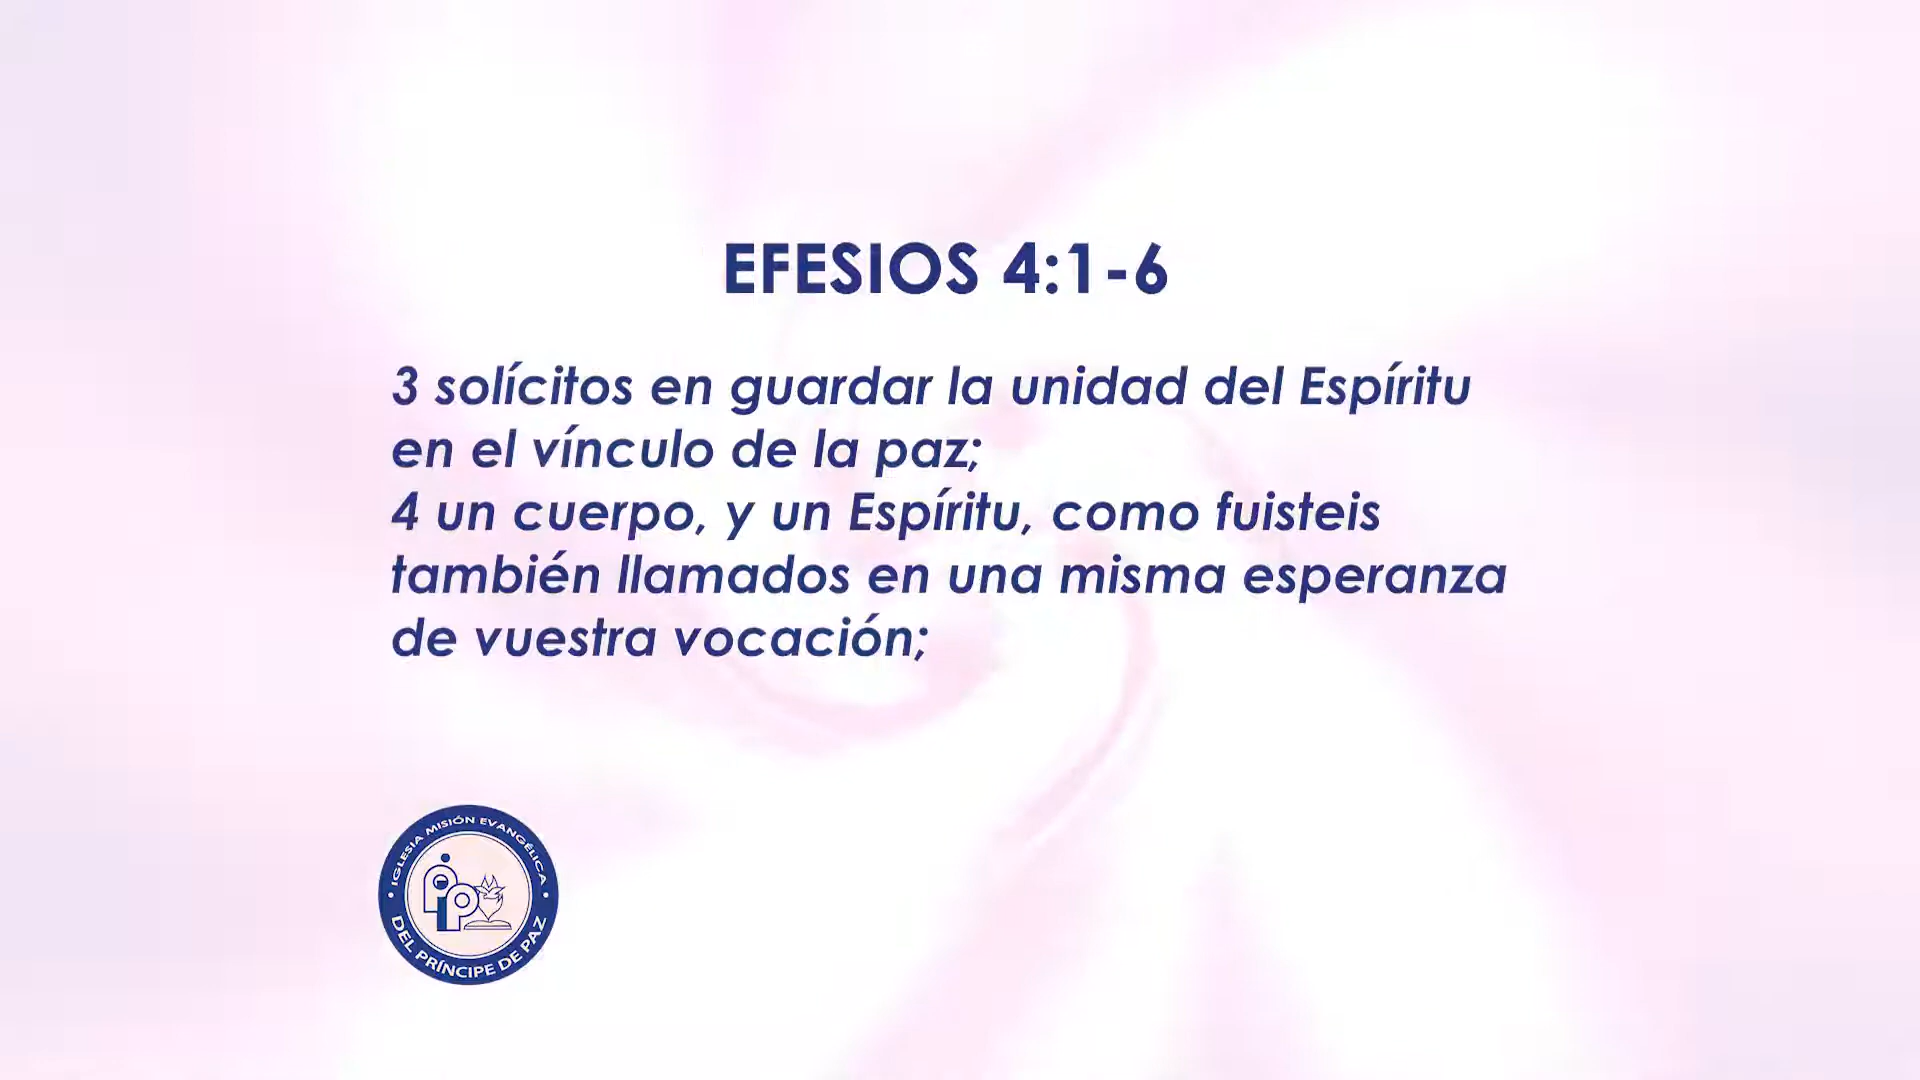 EFESIOS 4:1-6
3 solícitos en guardar la unidad del Espíritu
en el vínculo de la paz;
4 un cuerpo, y un Espíritu, como fuisteis
también llamados en una misma esperanza
de vuestra vocación;
IGLESIA MISIÓN EVANGÉLICA
DEL PRÍNCIPE DE PAZ